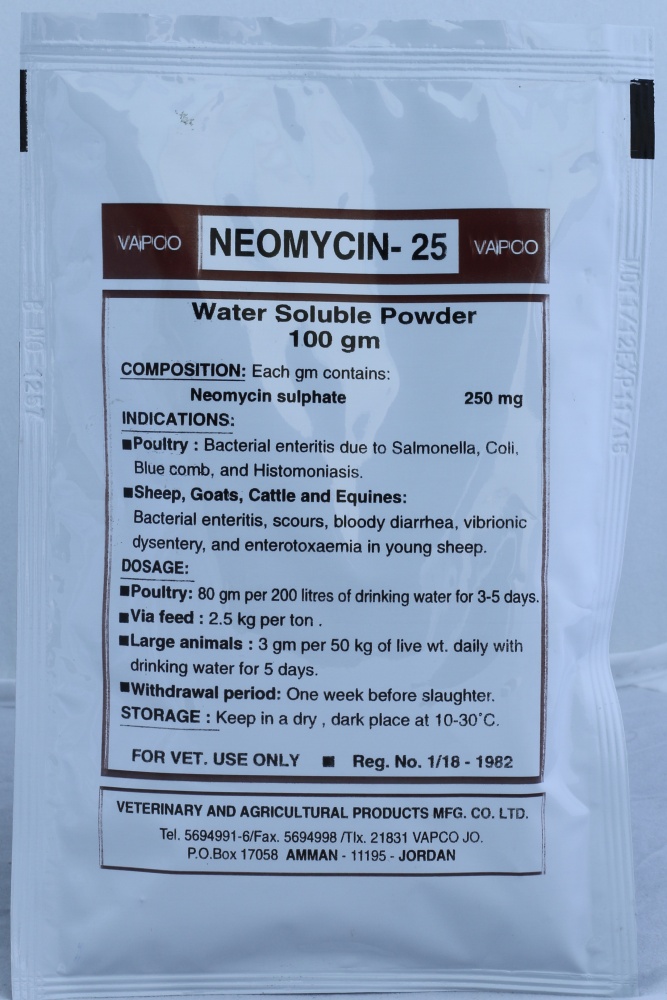 VAPCO NEOMYCIN- 25 VAPCO
Water Soluble Powder
100 gm
COMPOSITION: Each gm contains:
Neomycin sulphate 250 mg
INDICATIONS:
■Poultry : Bacterial enteritis due to Salmonella, Coli,
Blue comb, and Histomoniasis.
■Sheep, Goats, Cattle and Equines:
Bacterial enteritis, scours, bloody diarrhea, vibrionic
dysentery, and enterotoxaemia in young sheep.
DOSAGE:
■Poultry: 80 gm per 200 litres of drinking water for 3-5 days.
■Via feed : 2.5 kg per ton .
■Large animals : 3 gm per 50 kg of live wt. daily with
drinking water for 5 days.
■Withdrawal period: One week before slaughter.
STORAGE : Keep in a dry , dark place at 10-30°C.
FOR VET. USE ONLY ■ Reg. No. 1/18 - 1982
VETERINARY AND AGRICULTURAL PRODUCTS MFG. CO. LTD.
Tel. 5694991-6/Fax. 5694998 /Tlx. 21831 VAPCO JO.
P.O.Box 17058 AMMAN - 11195 - JORDAN